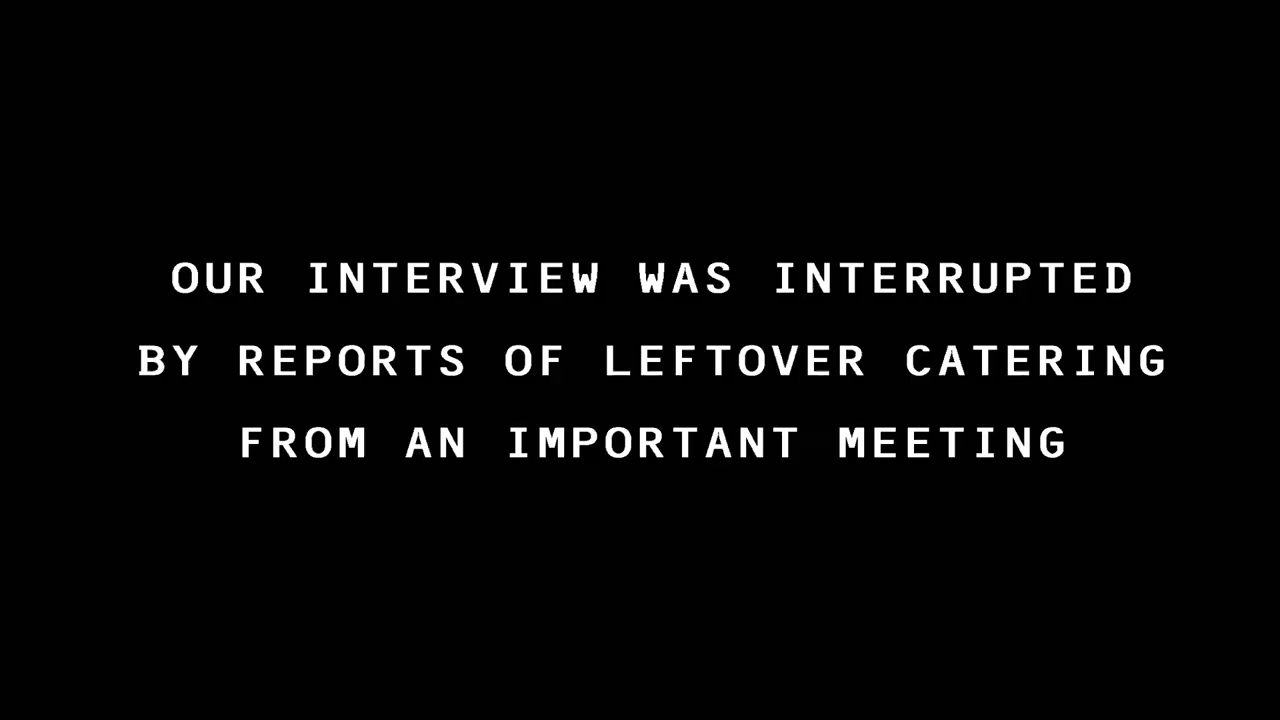 OUR INTERVIEW WAS INTERRUPTED
BY REPORTS OF LEFTOVER CATERING
FROM AN IMPORTANT MEETING